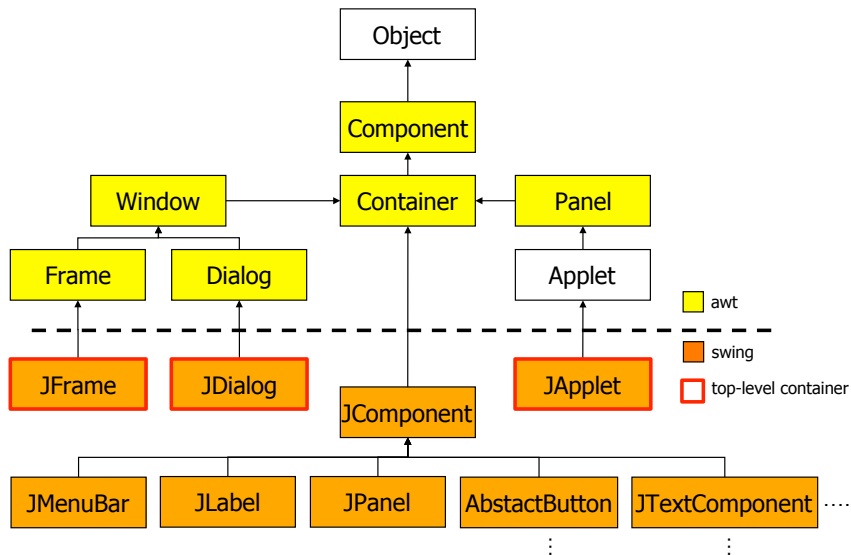 Object
Component
Window
Container
Panel
Frame
Dialog
Applet
awt
swing
JFrame
JDialog
JApplet
top-level container
JComponent
JMenuBar
JLabel
JPanel
AbstactButton
JTextComponent